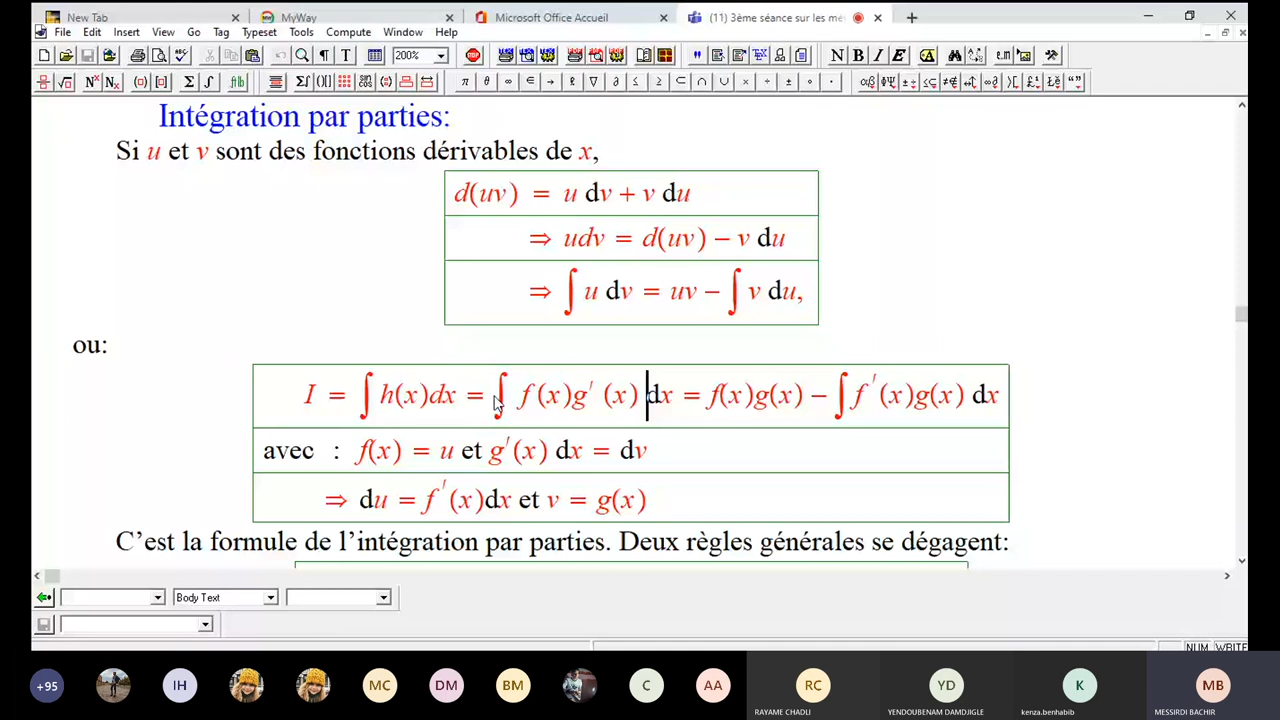 New Tab
MyWay
Microsoft Office Accueil
(11) 3ème séance sur les mé
File Edit Insert View Go Tag Typeset Tools Compute Window Help
200%
Intégration par parties:
Si u et v sont des fonctions dérivables de x,
d(uv) = u dv + v du
⇒ udv = d(uv) − v du
⇒ ∫ u dv = uv − ∫ v du,
ou:
I = ∫ h(x)dx = ∫ f(x)g′(x) dx = f(x)g(x) − ∫ f′(x)g(x) dx
avec : f(x) = u et g′(x) dx = dv
⇒ du = f′(x)dx et v = g(x)
C’est la formule de l’intégration par parties. Deux règles générales se dégagent:
Body Text
NUM WRITE
+95 IH MC DM BM C AA RC YD K MB
RAYAME CHADLI YENDOUBENAM DAMDJIGLE kenza.benhabib MESSIRDI BACHIR